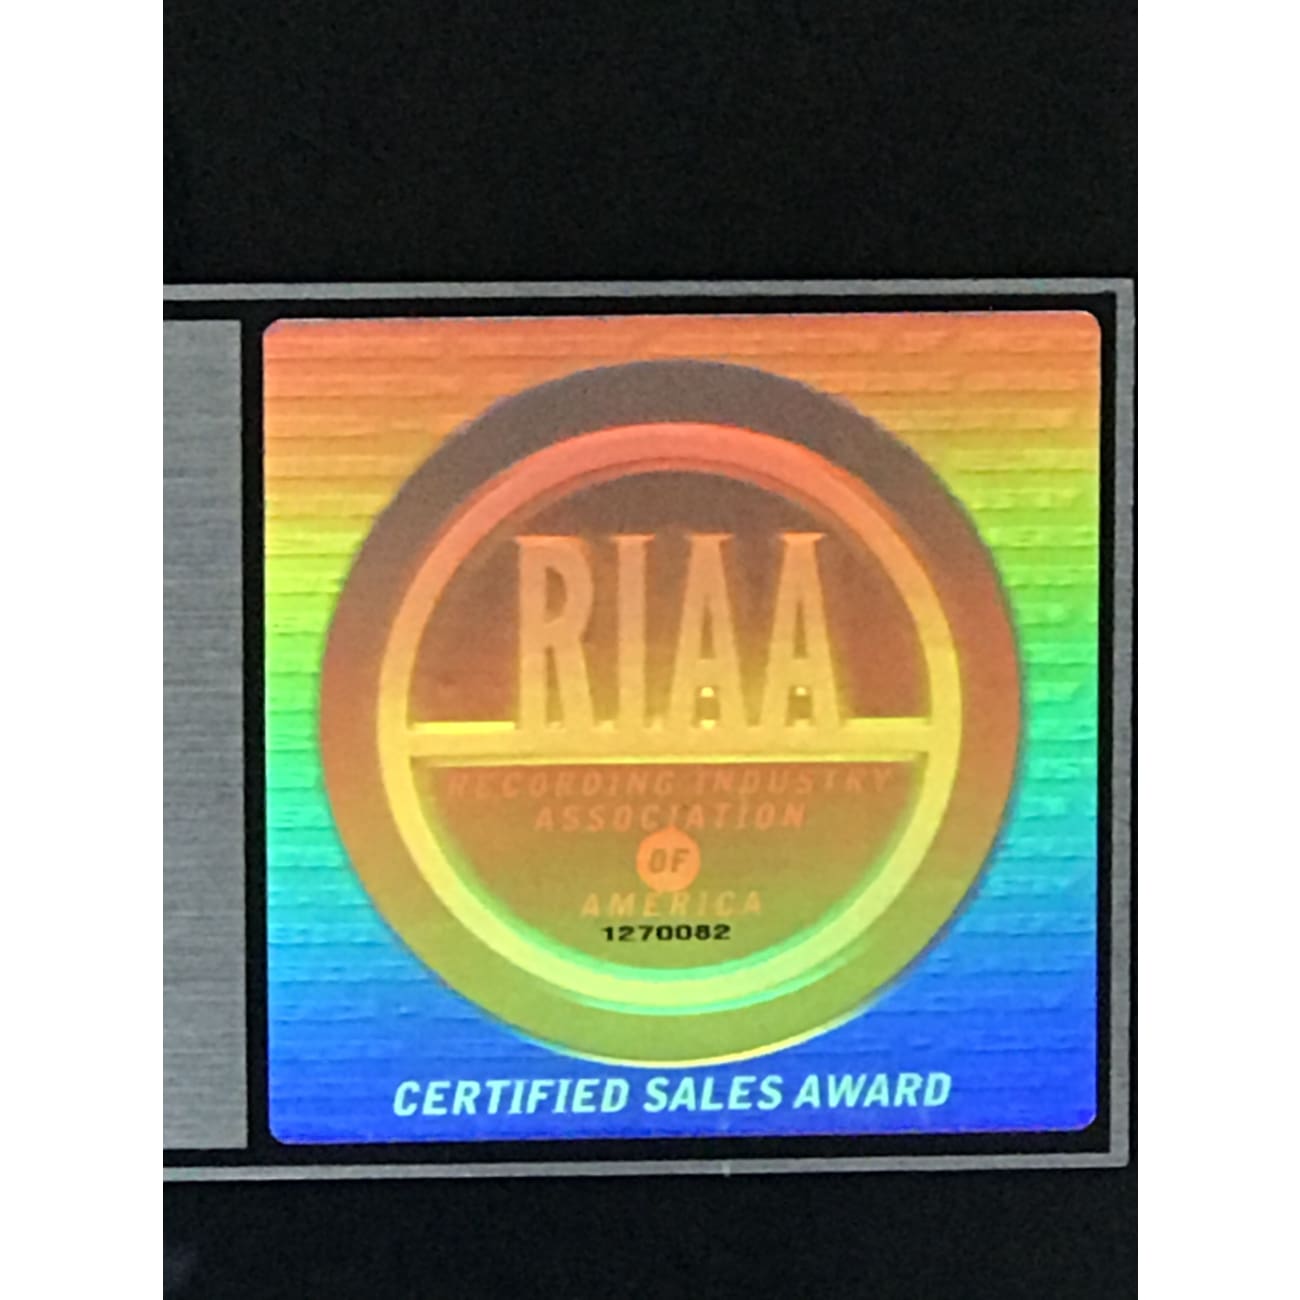 RIAA
RECORDING INDUSTRY
ASSOCIATION
OF
AMERICA
1270082
CERTIFIED SALES AWARD